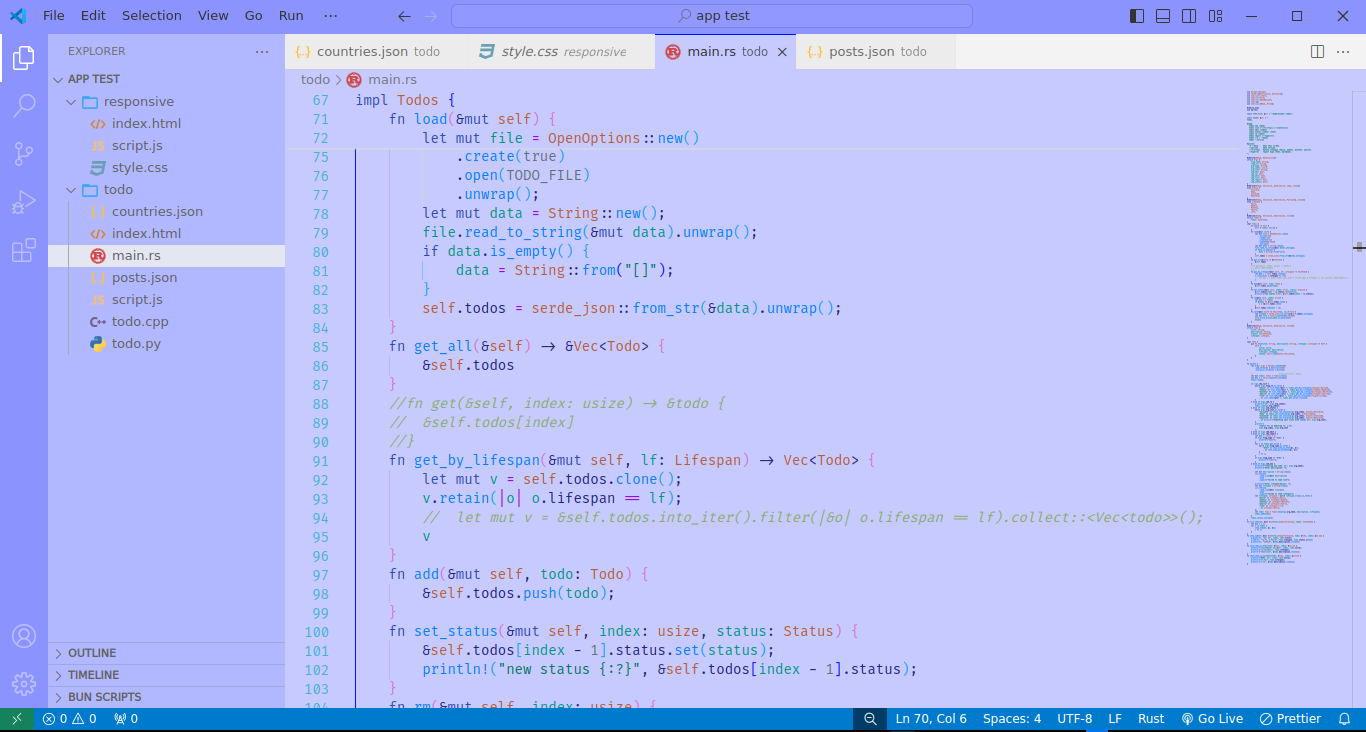 File Edit Selection View Go Run ··· app test
EXPLORER ···
APP TEST
responsive
index.html
script.js
style.css
todo
countries.json
index.html
main.rs
posts.json
script.js
todo.cpp
todo.py
OUTLINE
TIMELINE
BUN SCRIPTS
countries.json todo style.css responsive main.rs todo posts.json todo ···
todo > main.rs
67 impl Todos {
71 fn load(&mut self) {
72 let mut file = OpenOptions::new()
75 .create(true)
76 .open(TODO_FILE)
77 .unwrap();
78 let mut data = String::new();
79 file.read_to_string(&mut data).unwrap();
80 if data.is_empty() {
81 data = String::from("[]");
82 }
83 self.todos = serde_json::from_str(&data).unwrap();
84 }
85 fn get_all(&self) -> &Vec<Todo> {
86 &self.todos
87 }
88 //fn get(&self, index: usize) -> &todo {
89 //  &self.todos[index]
90 //}
91 fn get_by_lifespan(&mut self, lf: Lifespan) -> Vec<Todo> {
92 let mut v = self.todos.clone();
93 v.retain(|o| o.lifespan == lf);
94 //  let mut v = &self.todos.into_iter().filter(|&o| o.lifespan == lf).collect::<Vec<todo>>();
95 v
96 }
97 fn add(&mut self, todo: Todo) {
98 &self.todos.push(todo);
99 }
100 fn set_status(&mut self, index: usize, status: Status) {
101 &self.todos[index - 1].status.set(status);
102 println!("new status {:?}", &self.todos[index - 1].status);
103 }
104 fn rm(&mut self, index: usize) {
0 0 0 Ln 70, Col 6 Spaces: 4 UTF-8 LF Rust Go Live Prettier